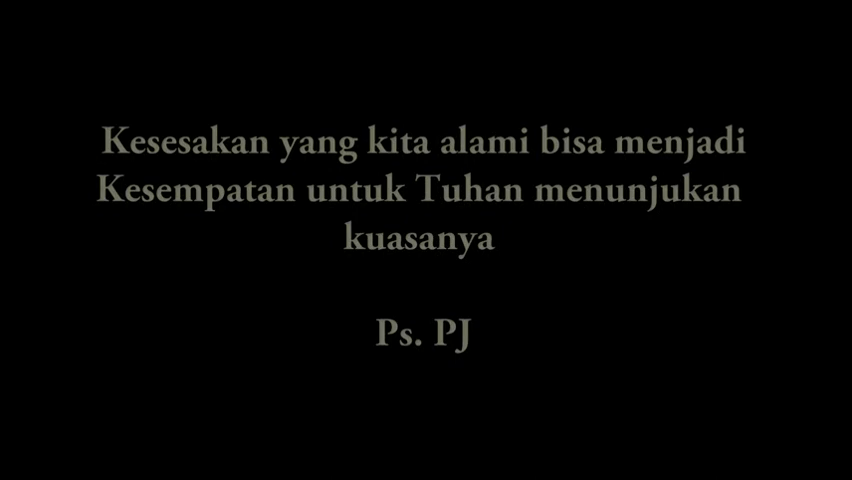 Kesesakan yang kita alami bisa menjadi
Kesempatan untuk Tuhan menunjukan
kuasanya
Ps. PJ